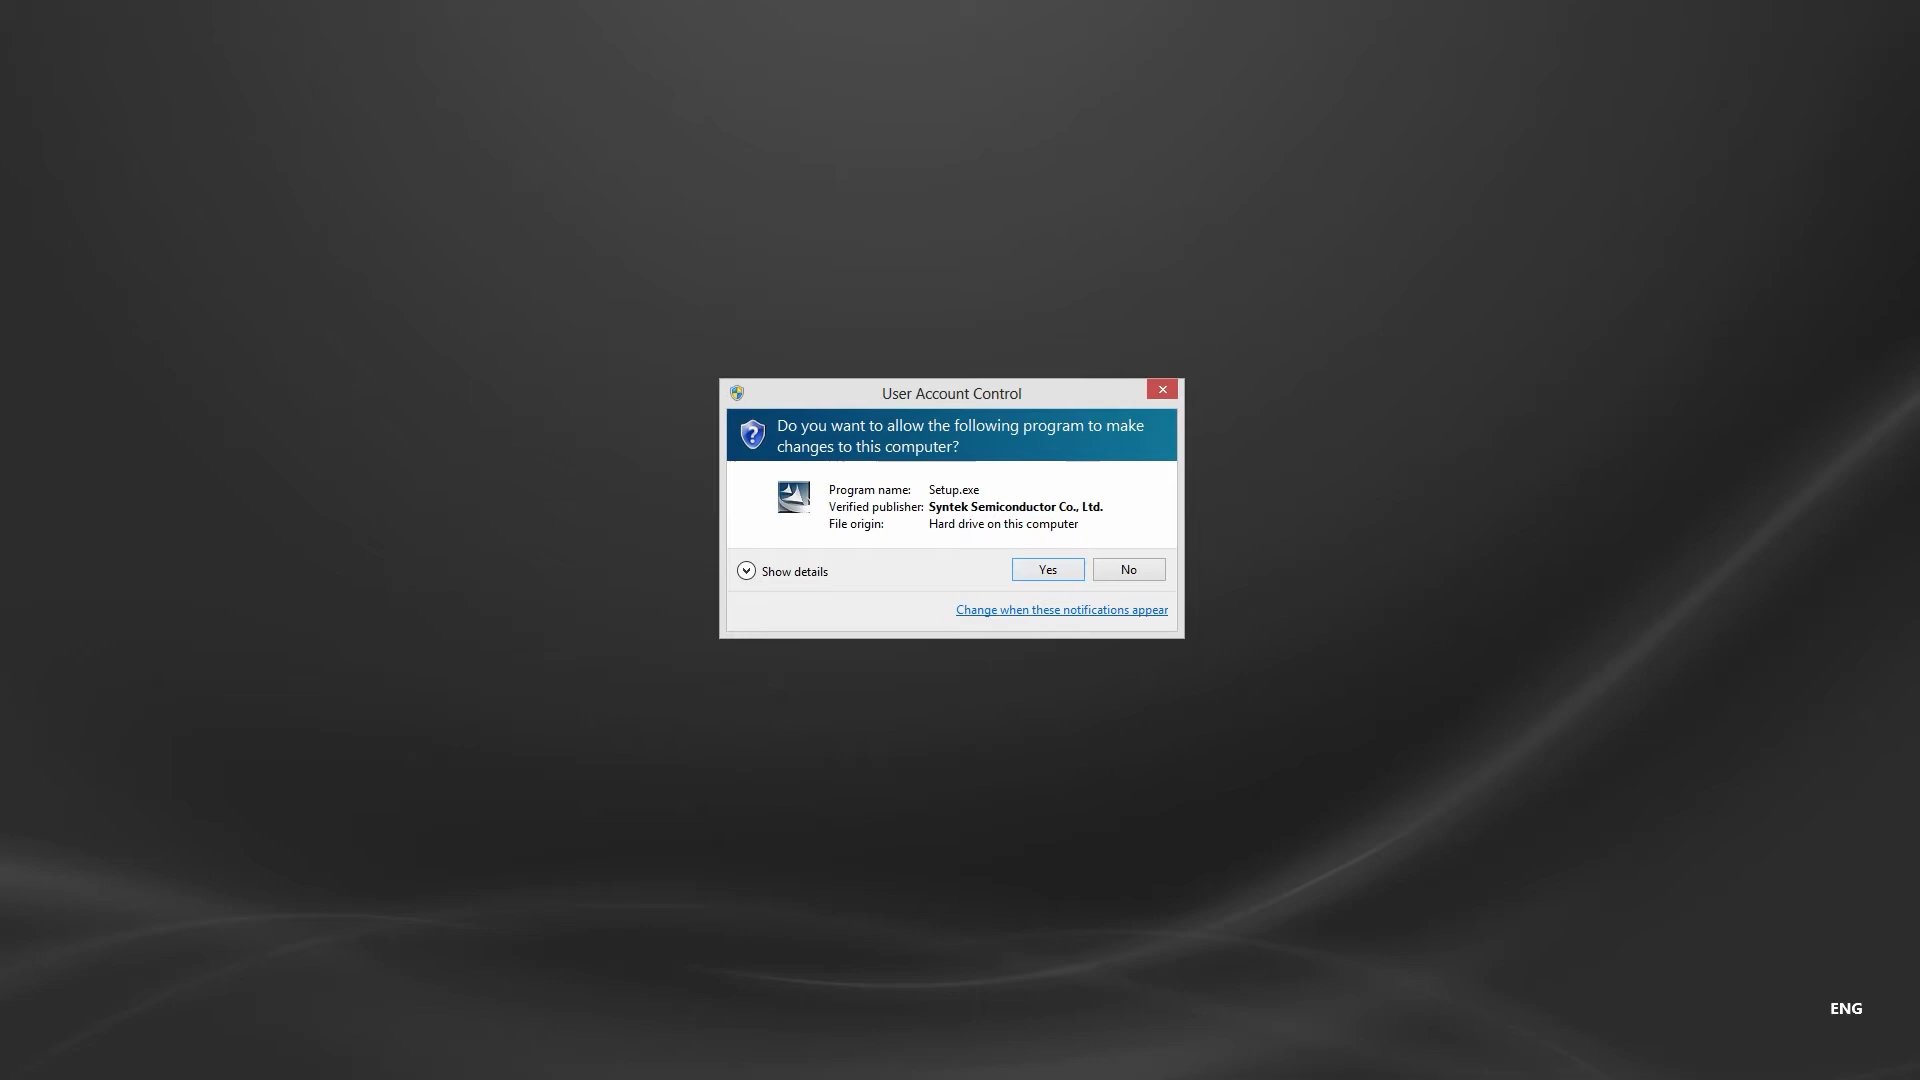 User Account Control
Do you want to allow the following program to make
changes to this computer?
Program name: Setup.exe
Verified publisher: Syntek Semiconductor Co., Ltd.
File origin: Hard drive on this computer
Show details
Yes
No
Change when these notifications appear
ENG